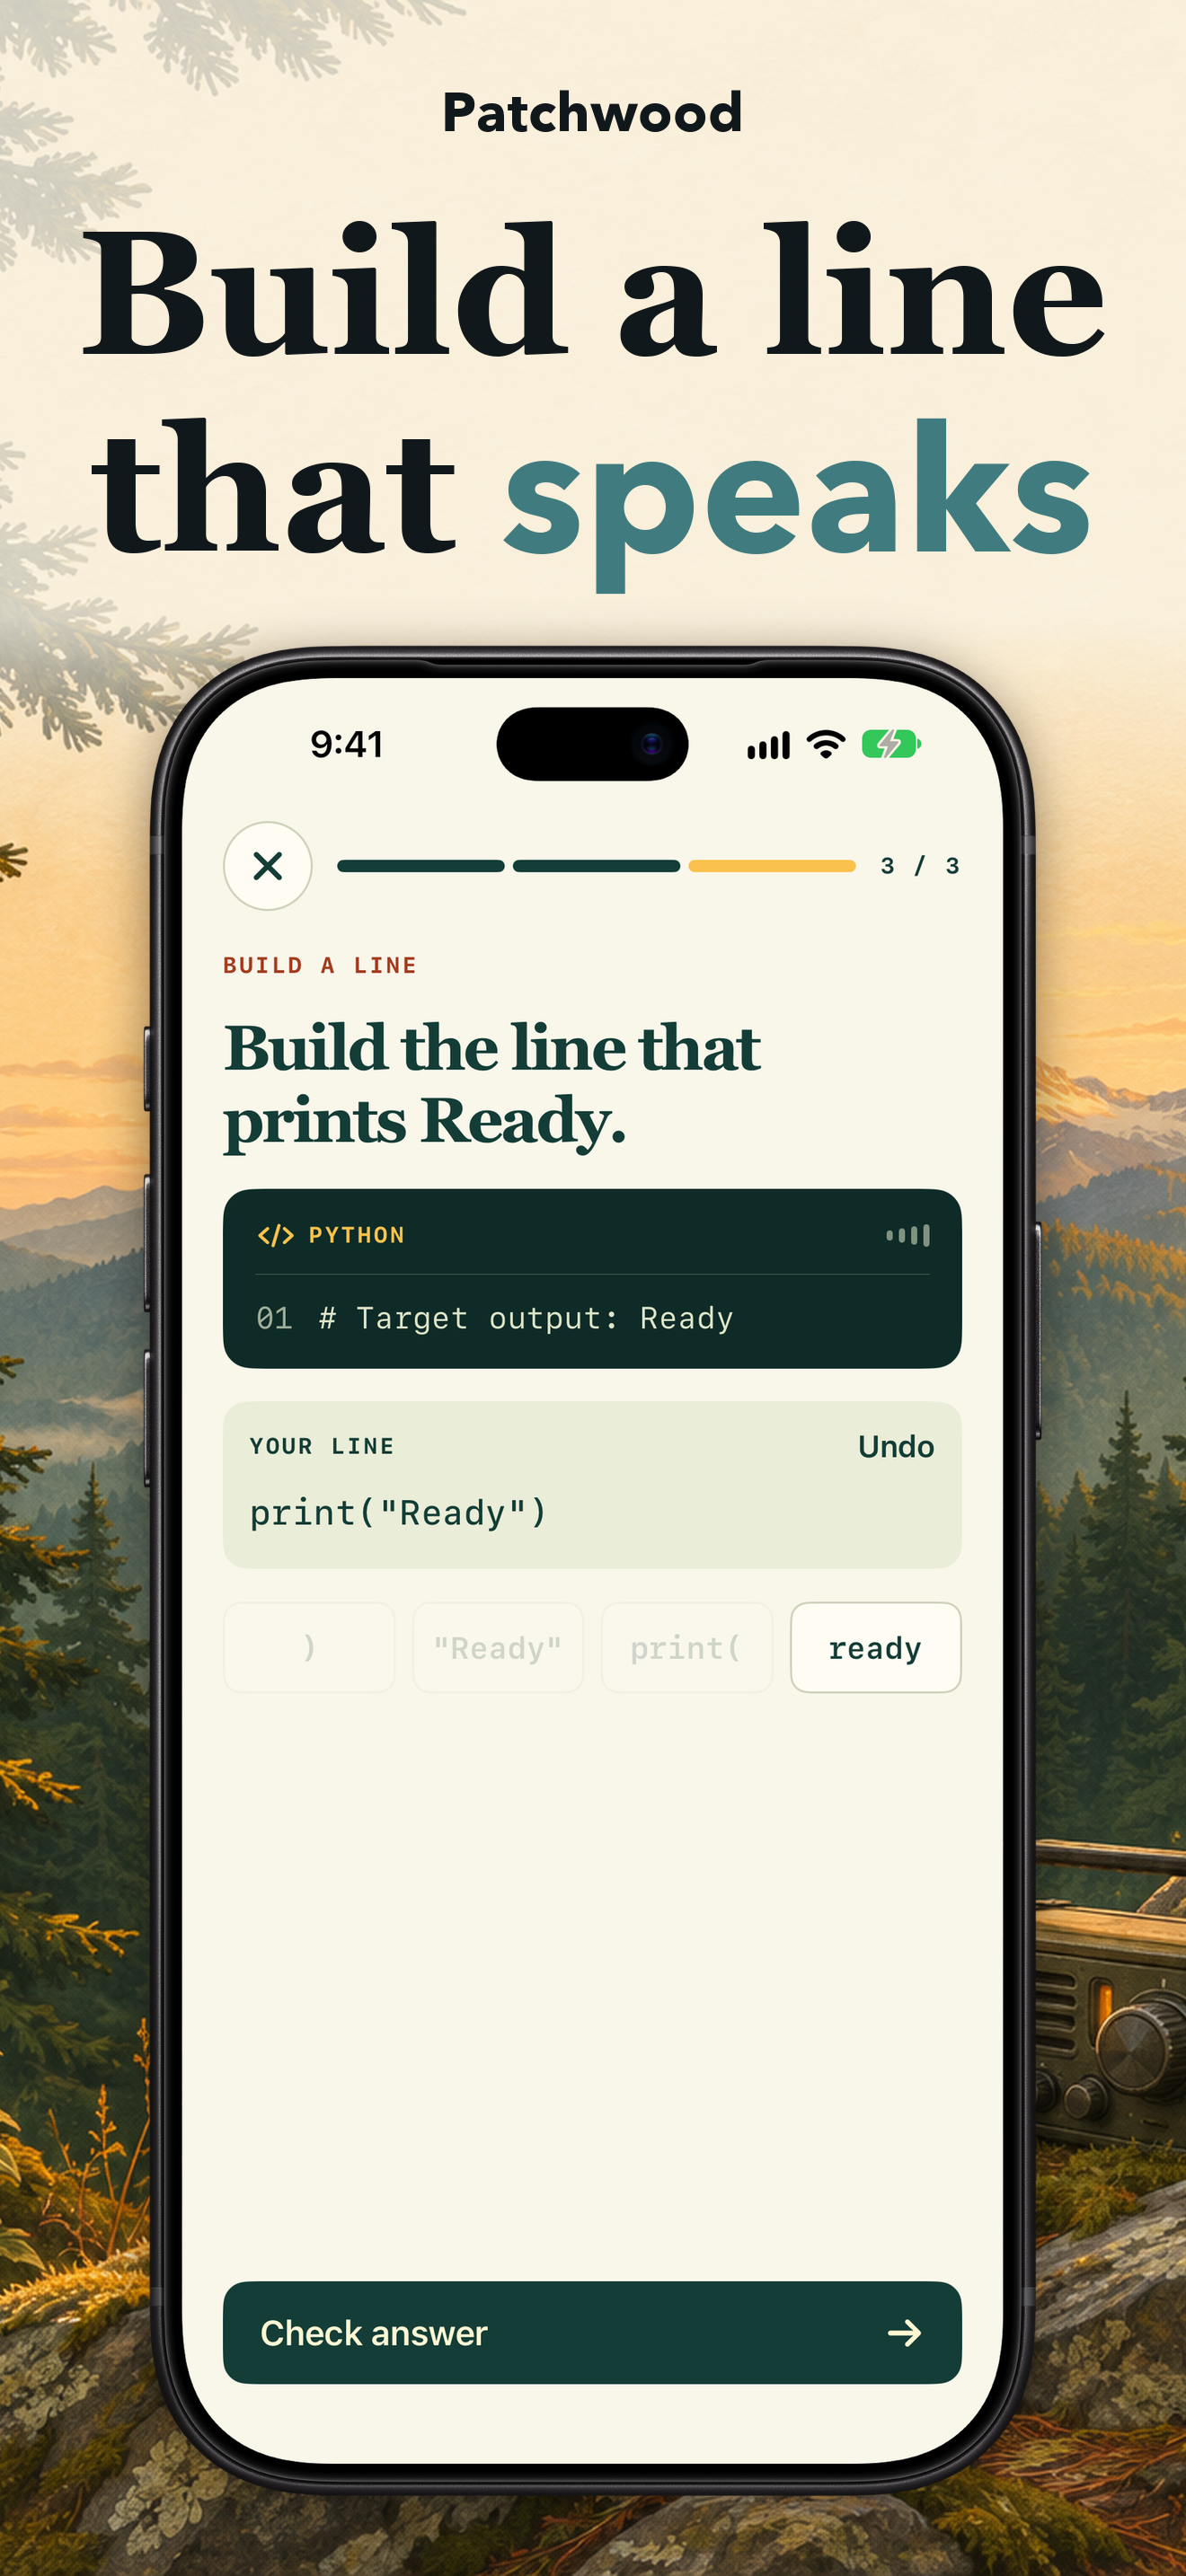 Patchwood
Build a line
that speaks
9:41
3 / 3
BUILD A LINE
Build the line that
prints Ready.
</> PYTHON
01 # Target output: Ready
YOUR LINE Undo
print("Ready")
) "Ready" print( ready
Check answer →